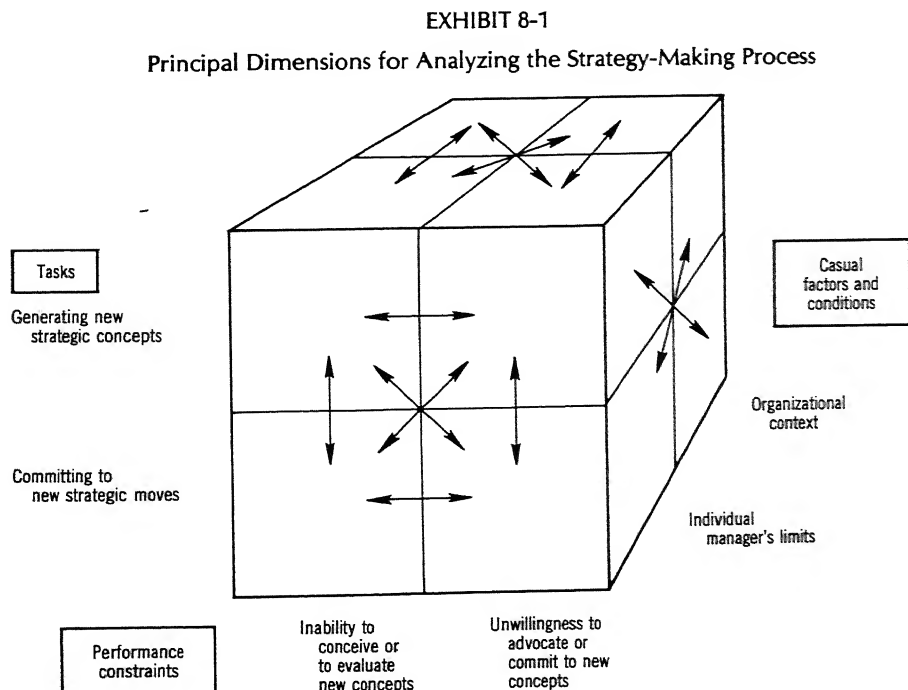 EXHIBIT 8-1
Principal Dimensions for Analyzing the Strategy-Making Process
Tasks
Generating new
strategic concepts
Committing to
new strategic moves
Casual
factors and
conditions
Organizational
context
Individual
manager's limits
Performance
constraints
Inability to
conceive or
to evaluate
new concepts
Unwillingness to
advocate or
commit to new
concepts